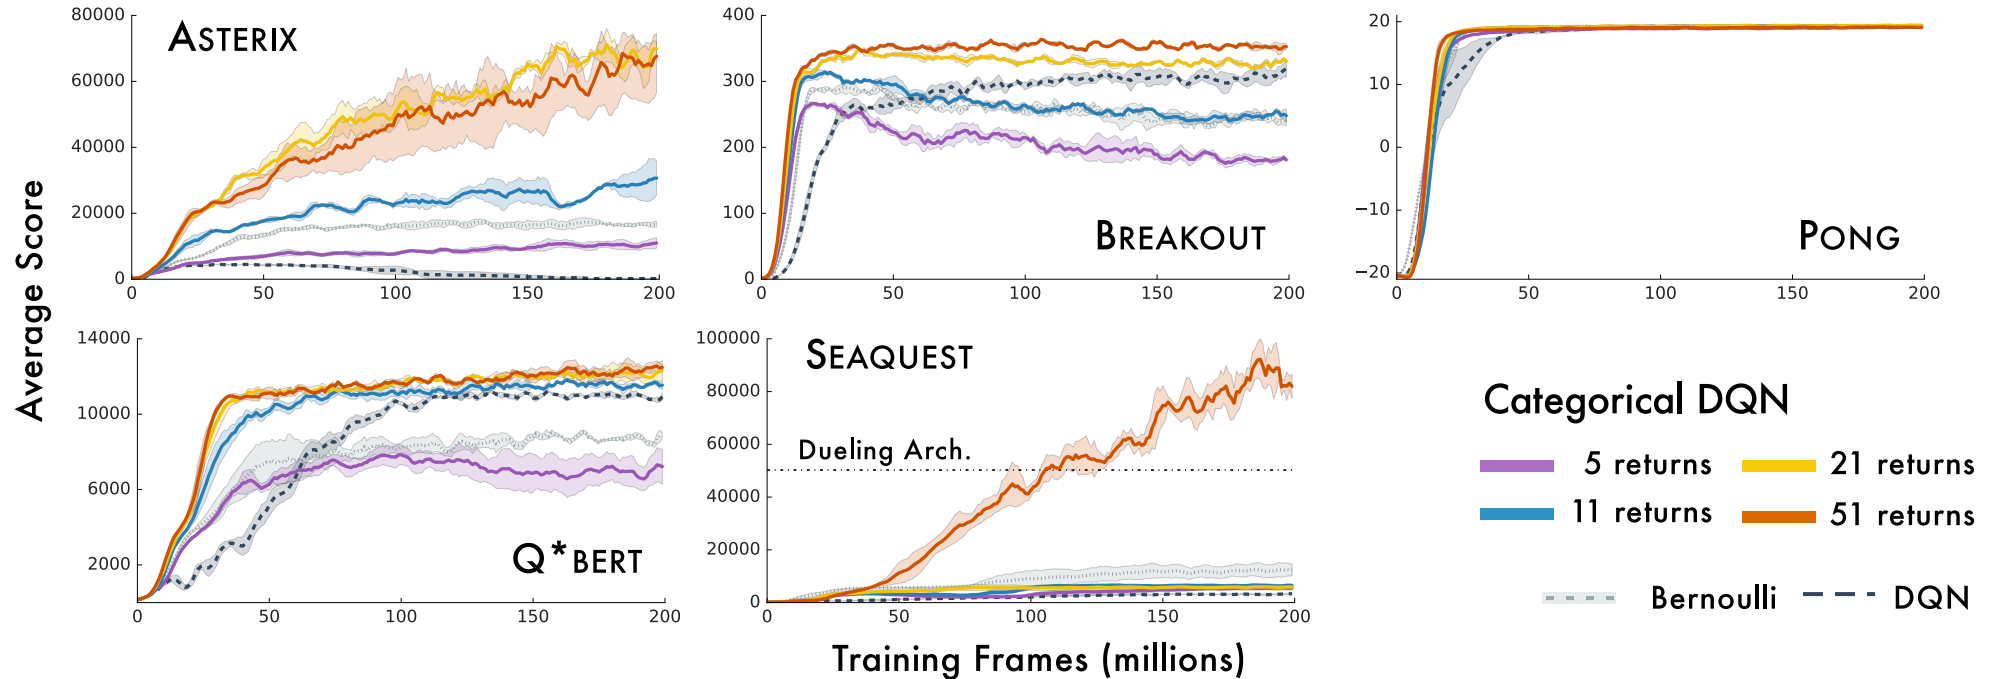 Average Score
ASTERIX
80000
60000
40000
20000
0
0 50 100 150 200
BREAKOUT
400
300
200
100
0
0 50 100 150 200
PONG
20
10
0
−10
−20
0 50 100 150 200
Q*BERT
14000
10000
6000
2000
0 50 100 150 200
SEAQUEST
100000
80000
60000
Dueling Arch.
40000
20000
0
0 50 100 150 200
Training Frames (millions)
Categorical DQN
5 returns
21 returns
11 returns
51 returns
Bernoulli
DQN